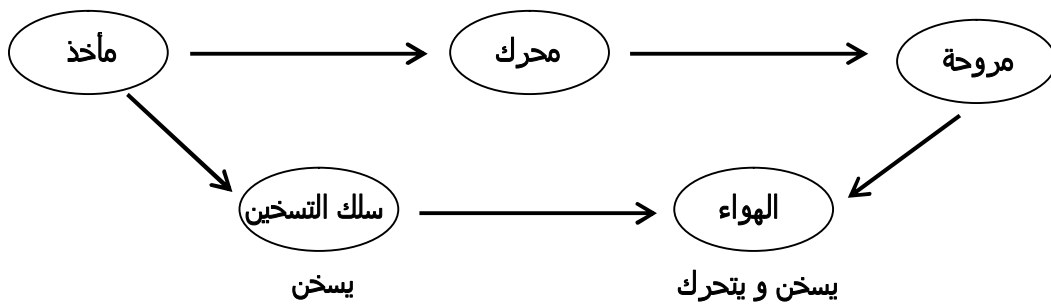 مأخذ
محرك
مروحة
سلك التسخين
الهواء
يسخن
يسخن و يتحرك